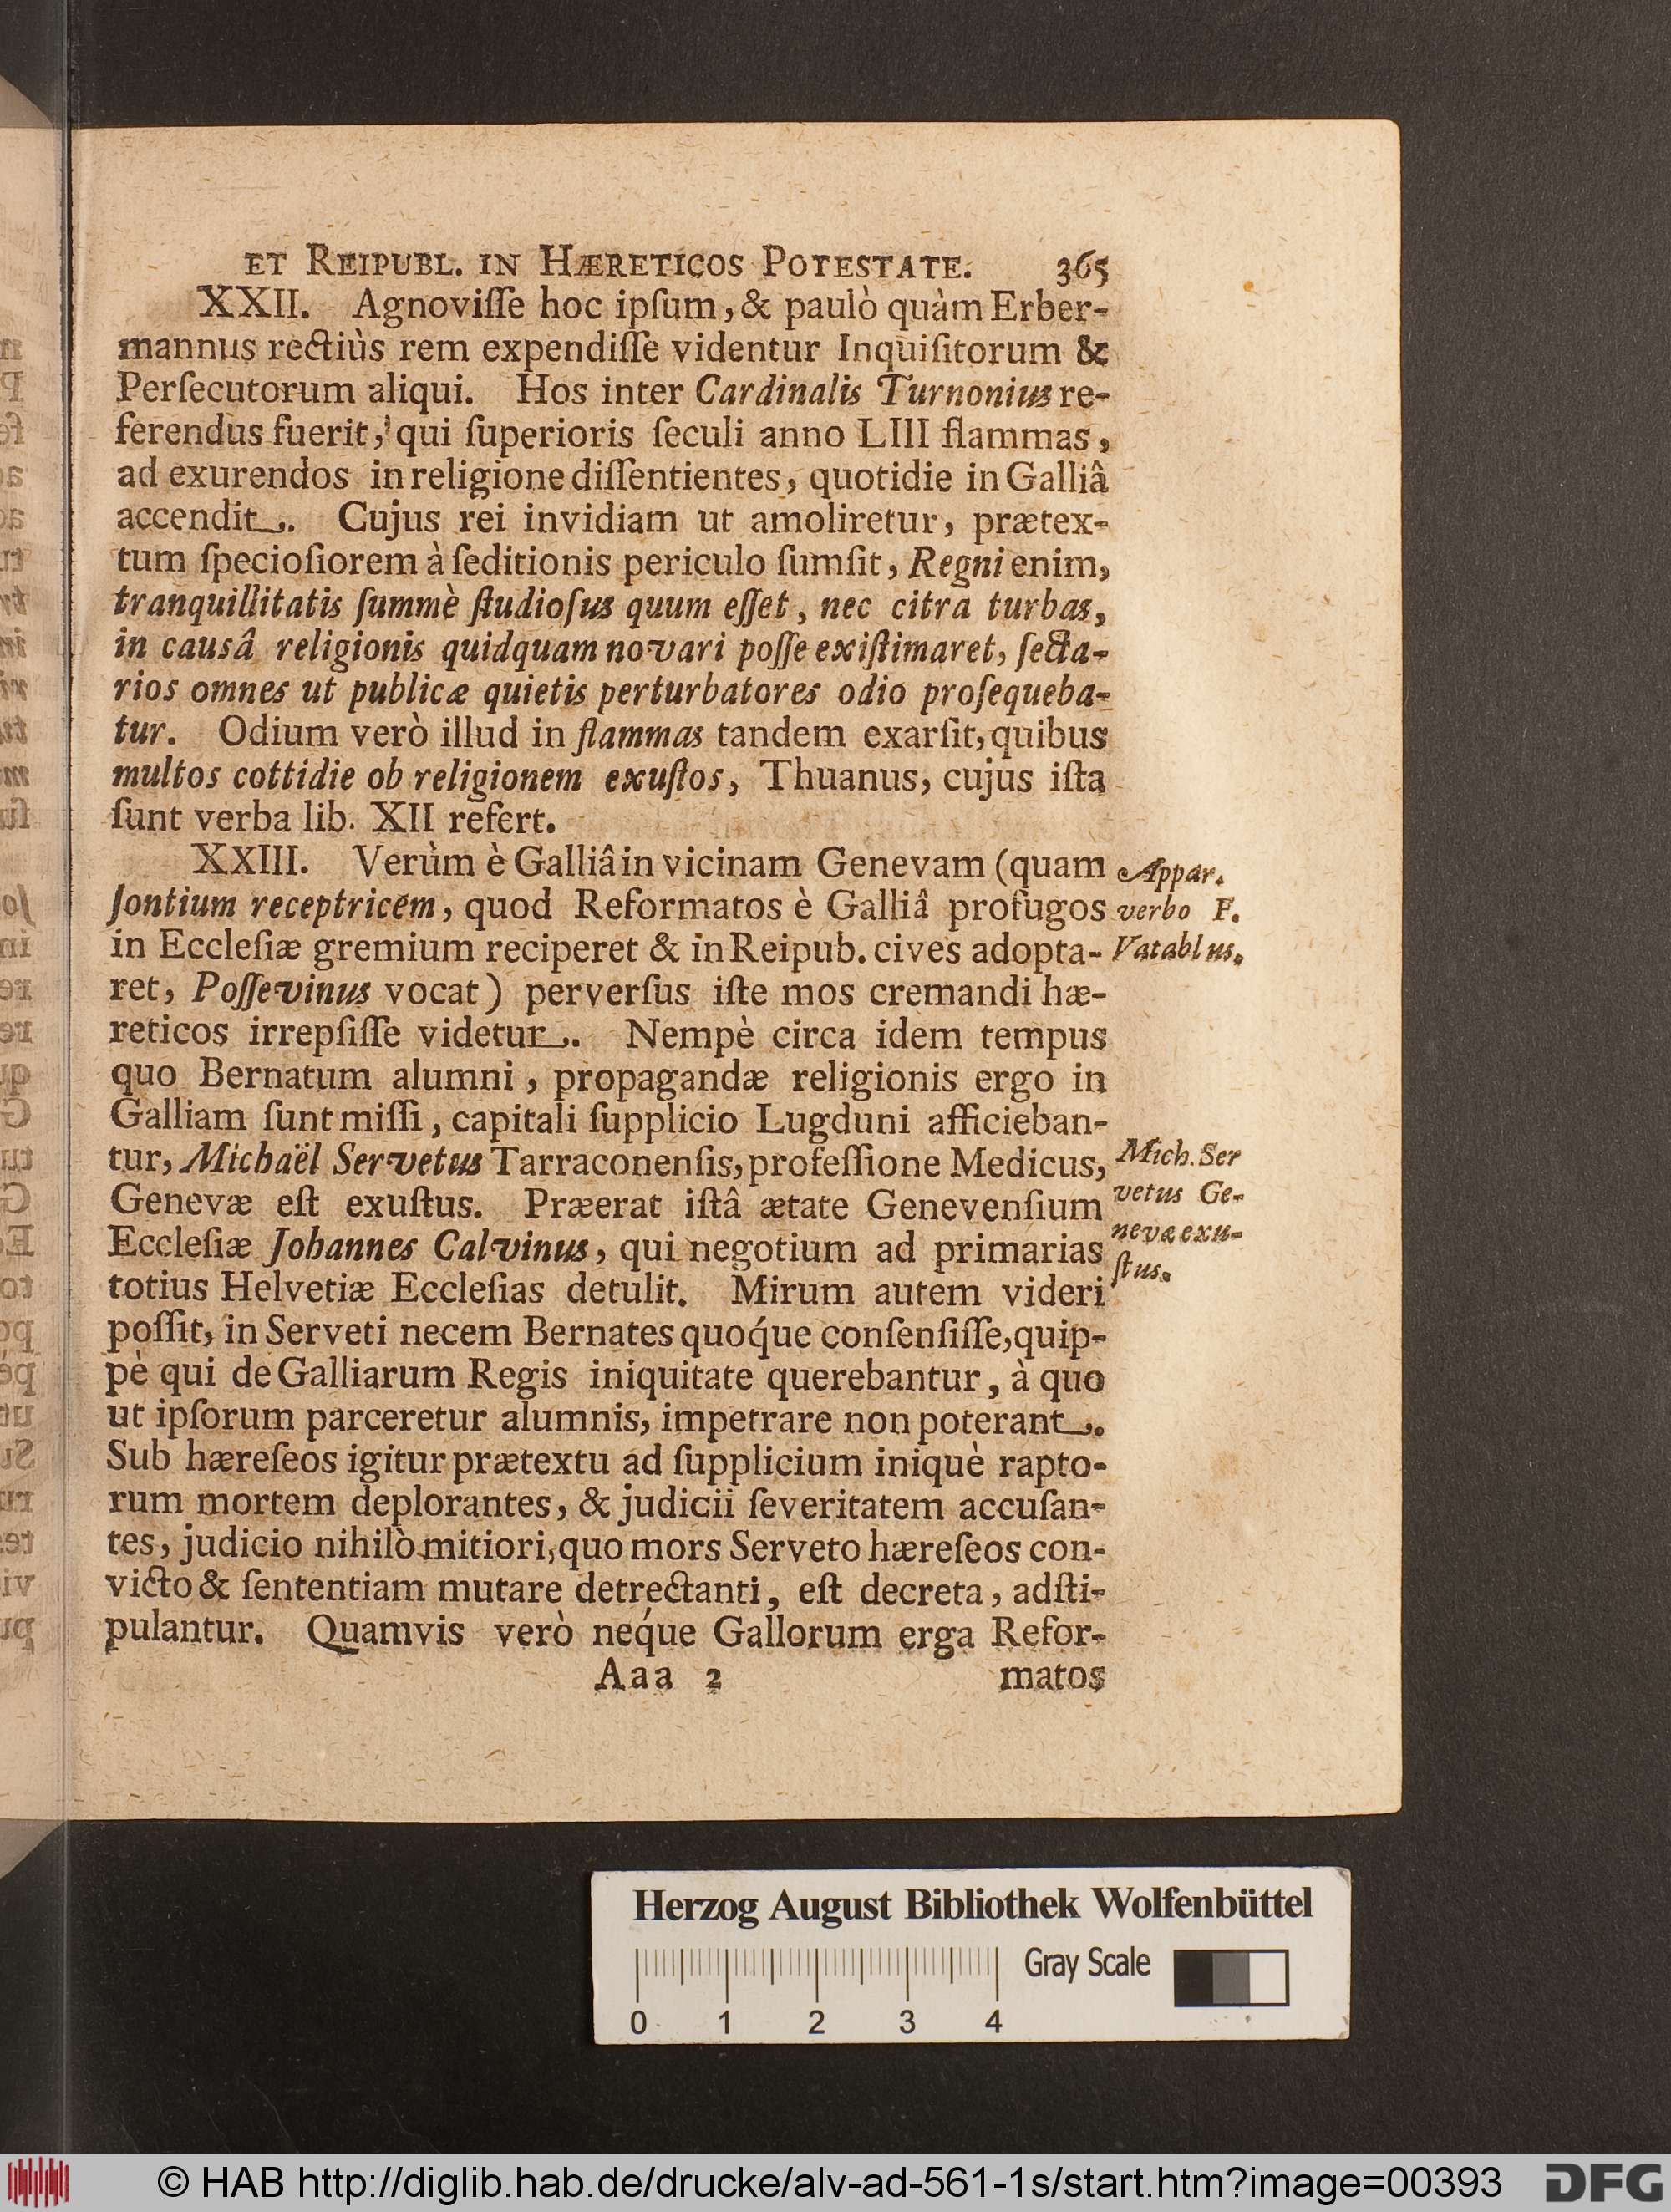 ET REIPUBL. IN HÆRETICOS POTESTATE. 365
XXII. Agnoviſſe hoc ipſum, & paulò quàm Erber-
mannus rectiùs rem expendiſſe videntur Inquiſitorum &
Perſecutorum aliqui. Hos inter Cardinalis Turnonius re-
ferendus fuerit, qui ſuperioris ſeculi anno LIII flammas,
ad exurendos in religione diſſentientes, quotidie in Galliâ
accendit. Cujus rei invidiam ut amoliretur, prætex-
tum ſpecioſiorem à ſeditionis periculo ſumſit, Regni enim,
tranquillitatis ſummè ſtudioſus quum eſſet, nec citra turbas,
in causâ religionis quidquam novari poſſe exiſtimaret, ſecta-
rios omnes ut publicæ quietis perturbatores odio proſequeba-
tur. Odium verò illud in flammas tandem exarſit, quibus
multos cottidie ob religionem exuſtos, Thuanus, cujus iſta
ſunt verba lib. XII refert.
XXIII. Verùm è Galliâ in vicinam Genevam (quam
ſontium receptricem, quod Reformatos è Galliâ profugos
in Eccleſiæ gremium reciperet & in Reipub. cives adopta-
ret, Poſſevinus vocat) perverſus iſte mos cremandi hæ-
reticos irrepſiſſe videtur. Nempè circa idem tempus
quo Bernatum alumni, propagandæ religionis ergo in
Galliam ſunt miſſi, capitali ſupplicio Lugduni afficieban-
tur, Michaël Servetus Tarraconenſis, profeſſione Medicus,
Genevæ eſt exuſtus. Præerat iſtâ ætate Genevenſium
Eccleſiæ Johannes Calvinus, qui negotium ad primarias
totius Helvetiæ Eccleſias detulit. Mirum autem videri
poſſit, in Serveti necem Bernates quoq́ue conſenſiſſe, quip-
pè qui de Galliarum Regis iniquitate querebantur, à quo
ut ipſorum parceretur alumnis, impetrare non poterant.
Sub hæreſeos igitur prætextu ad ſupplicium iniquè rapto-
rum mortem deplorantes, & judicii ſeveritatem accuſan-
tes, judicio nihilò mitiori, quo mors Serveto hæreſeos con-
victo & ſententiam mutare detrectanti, eſt decreta, adſti-
pulantur. Quamvis verò neq́ue Gallorum erga Refor-
Aaa 2 matos
Appar.
verbo F.
Vatablus.
Mich. Ser
vetus Ge-
nevæ exu-
ſtus.
Herzog August Bibliothek Wolfenbüttel
Gray Scale
0 1 2 3 4
© HAB http://diglib.hab.de/drucke/alv-ad-561-1s/start.htm?image=00393 DFG